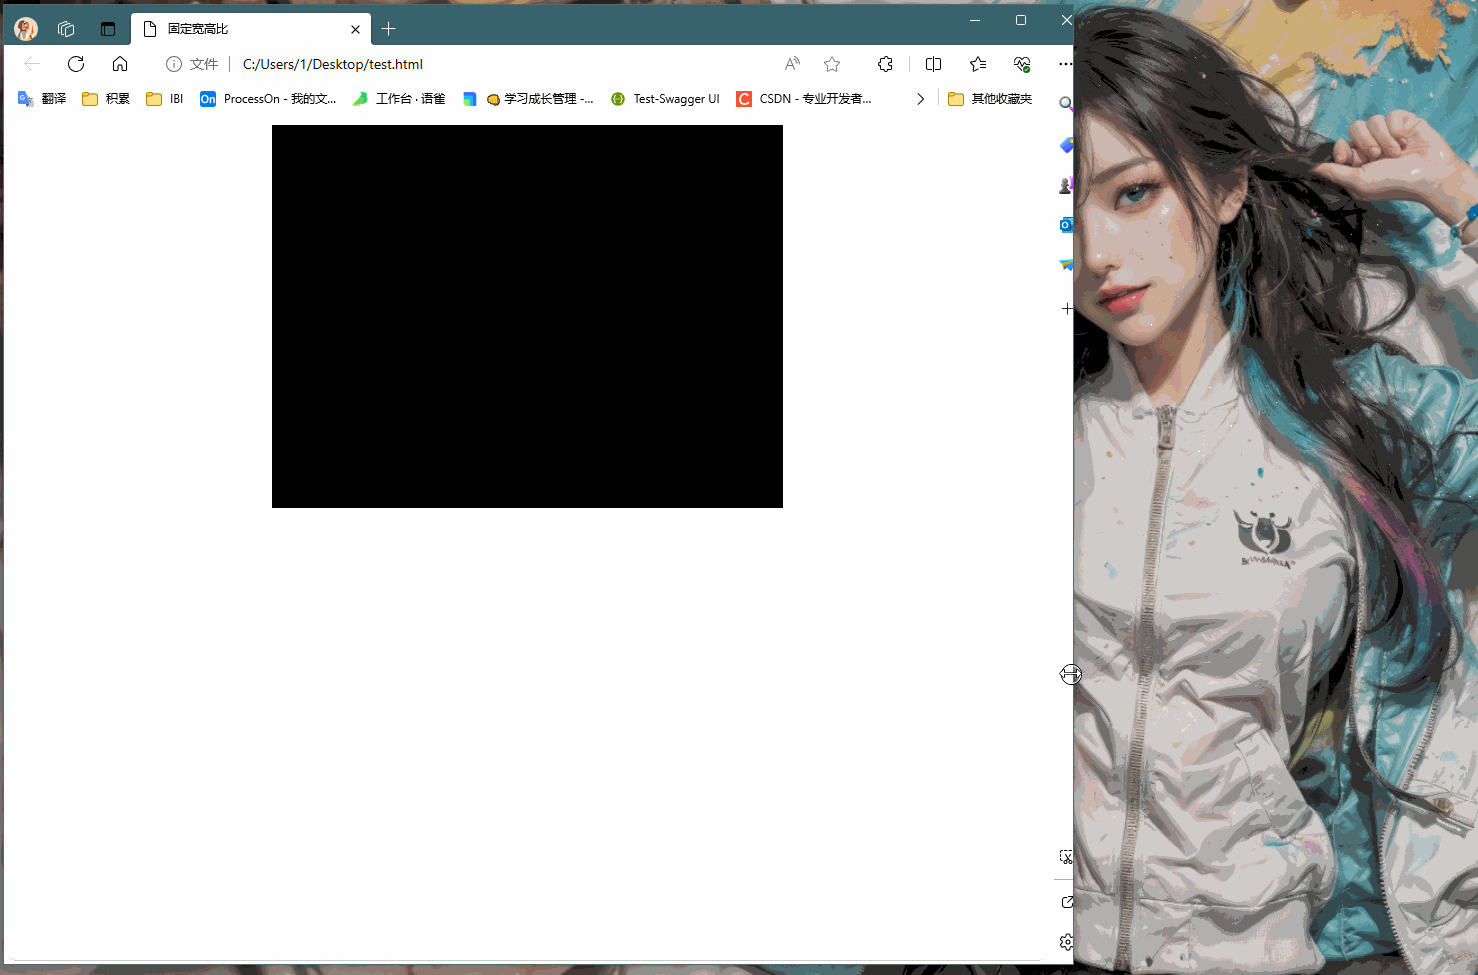 固定宽高比
文件
C:/Users/1/Desktop/test.html
翻译
积累
IBI
On
ProcessOn - 我的文...
工作台 · 语雀
学习成长管理 -...
Test-Swagger UI
C
CSDN - 专业开发者...
其他收藏夹